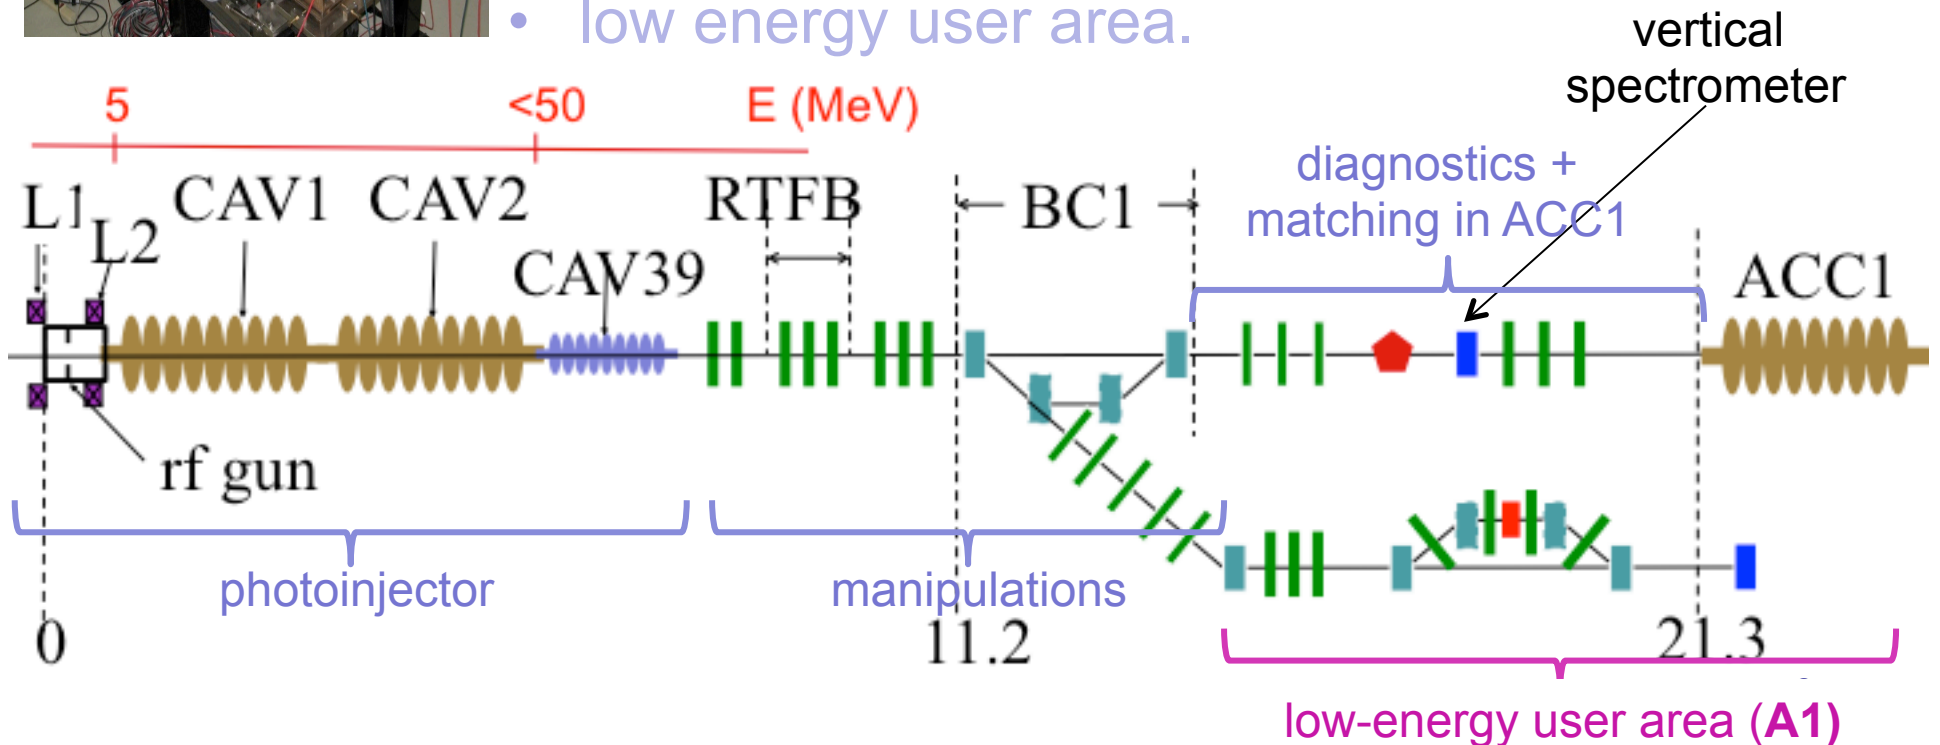 • low energy user area.
vertical
spectrometer
5 <50 E (MeV)
diagnostics +
matching in ACC1
L1 L2 CAV1 CAV2 CAV39 RTFB BC1 ACC1
rf gun
photoinjector manipulations
0 11.2 21.3
low-energy user area (A1)